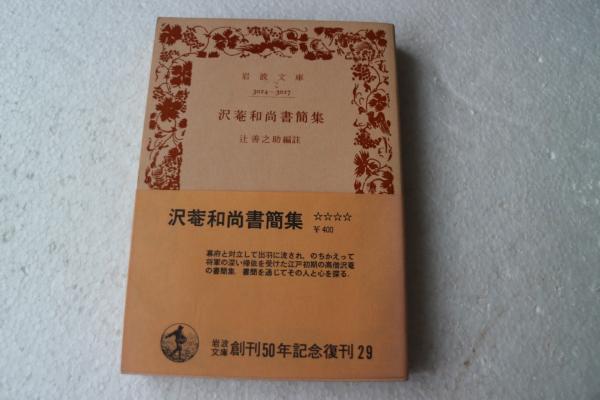 岩波文庫
3024—3027
沢菴和尚書簡集
辻善之助編註
沢菴和尚書簡集 ☆☆☆☆
￥400
幕府と対立して出羽に流され、のちかえって
将軍の深い帰依を受けた江戸初期の高僧沢菴
の書簡集．書簡を通じてその人と心を探る．
岩波文庫 創刊50年記念復刊29